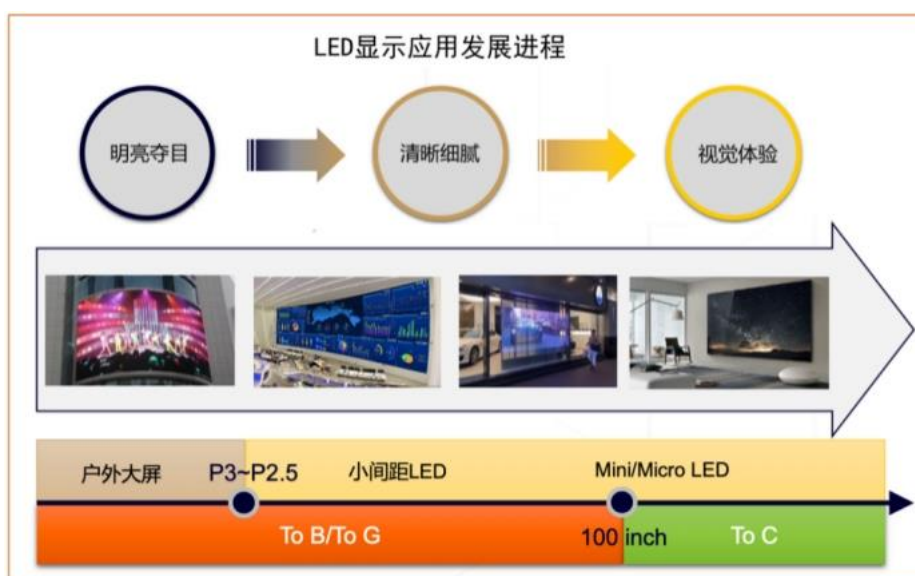 LED显示应用发展进程
明亮夺目
清晰细腻
视觉体验
户外大屏
P3~P2.5
小间距LED
Mini/Micro LED
To B/To G
100 inch
To C